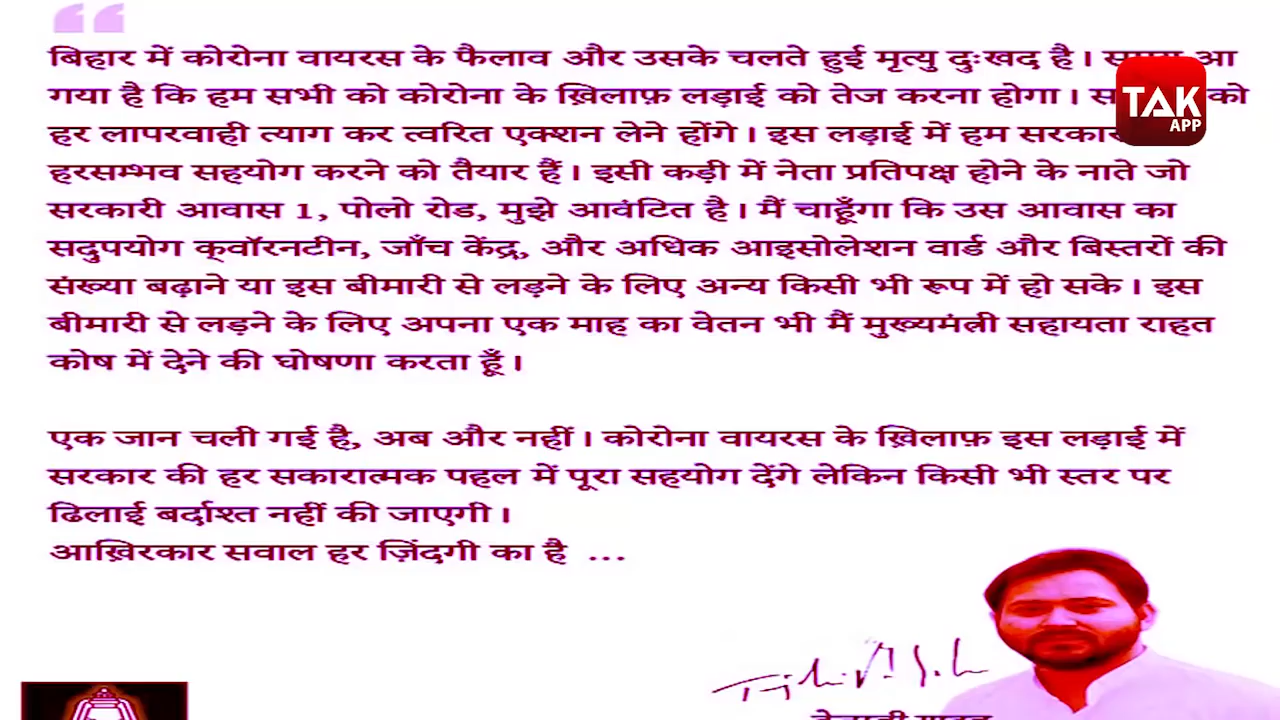 बिहार में कोरोना वायरस के फैलाव और उसके चलते हुई मृत्यु दुःखद है। समय आ
गया है कि हम सभी को कोरोना के ख़िलाफ़ लड़ाई को तेज करना होगा। को
हर लापरवाही त्याग कर त्वरित एक्शन लेने होंगे। इस लड़ाई में हम सरकार
हरसम्भव सहयोग करने को तैयार हैं। इसी कड़ी में नेता प्रतिपक्ष होने के नाते जो
सरकारी आवास 1, पोलो रोड, मुझे आवंटित है। मैं चाहूँगा कि उस आवास का
सदुपयोग क्वॉरनटीन, जाँच केंद्र, और अधिक आइसोलेशन वार्ड और बिस्तरों की
संख्या बढ़ाने या इस बीमारी से लड़ने के लिए अन्य किसी भी रूप में हो सके। इस
बीमारी से लड़ने के लिए अपना एक माह का वेतन भी मैं मुख्यमंत्री सहायता राहत
कोष में देने की घोषणा करता हूँ।
एक जान चली गई है, अब और नहीं। कोरोना वायरस के ख़िलाफ़ इस लड़ाई में
सरकार की हर सकारात्मक पहल में पूरा सहयोग देंगे लेकिन किसी भी स्तर पर
ढिलाई बर्दाश्त नहीं की जाएगी।
आख़िरकार सवाल हर ज़िंदगी का है ...
TAK
APP